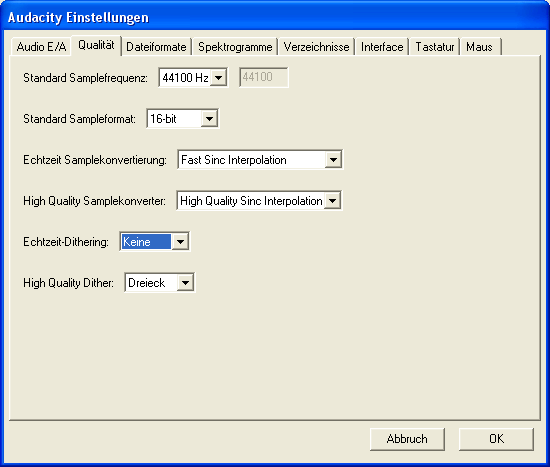 Audacity Einstellungen
Audio E/A Qualität Dateiformate Spektrogramme Verzeichnisse Interface Tastatur Maus
Standard Samplefrequenz: 44100 Hz 44100
Standard Sampleformat: 16-bit
Echtzeit Samplekonvertierung: Fast Sinc Interpolation
High Quality Samplekonverter: High Quality Sinc Interpolation
Echtzeit-Dithering: Keine
High Quality Dither: Dreieck
Abbruch OK